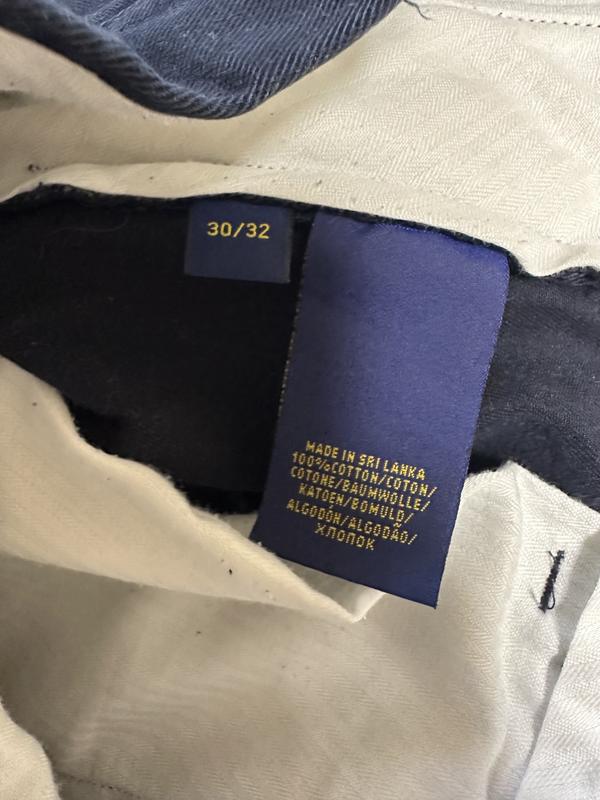 30/32
MADE IN SRI LANKA
100%COTTON/COTON/
COTONE/BAUMWOLLE/
KATOEN/BOMULD/
ALGODÓN/ALGODÃO/
ХЛОПОК